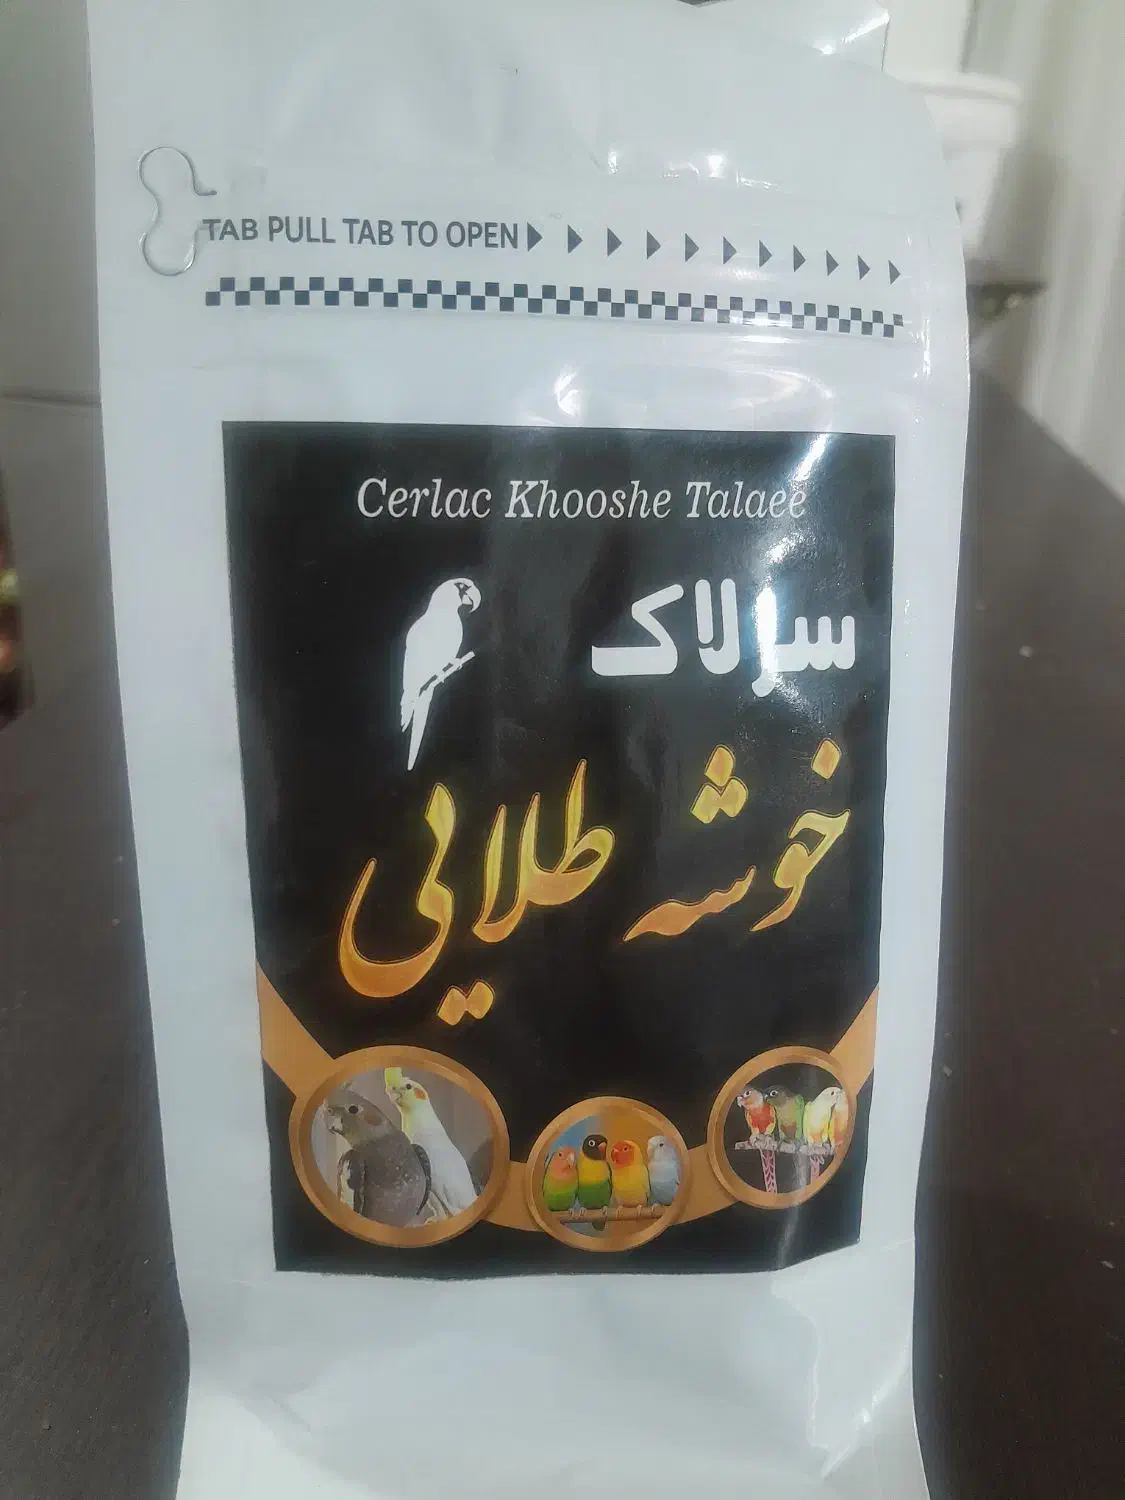 TAB PULL TAB TO OPEN
Cerlac Khooshe Talaee
سرلاک
خوشه طلایی